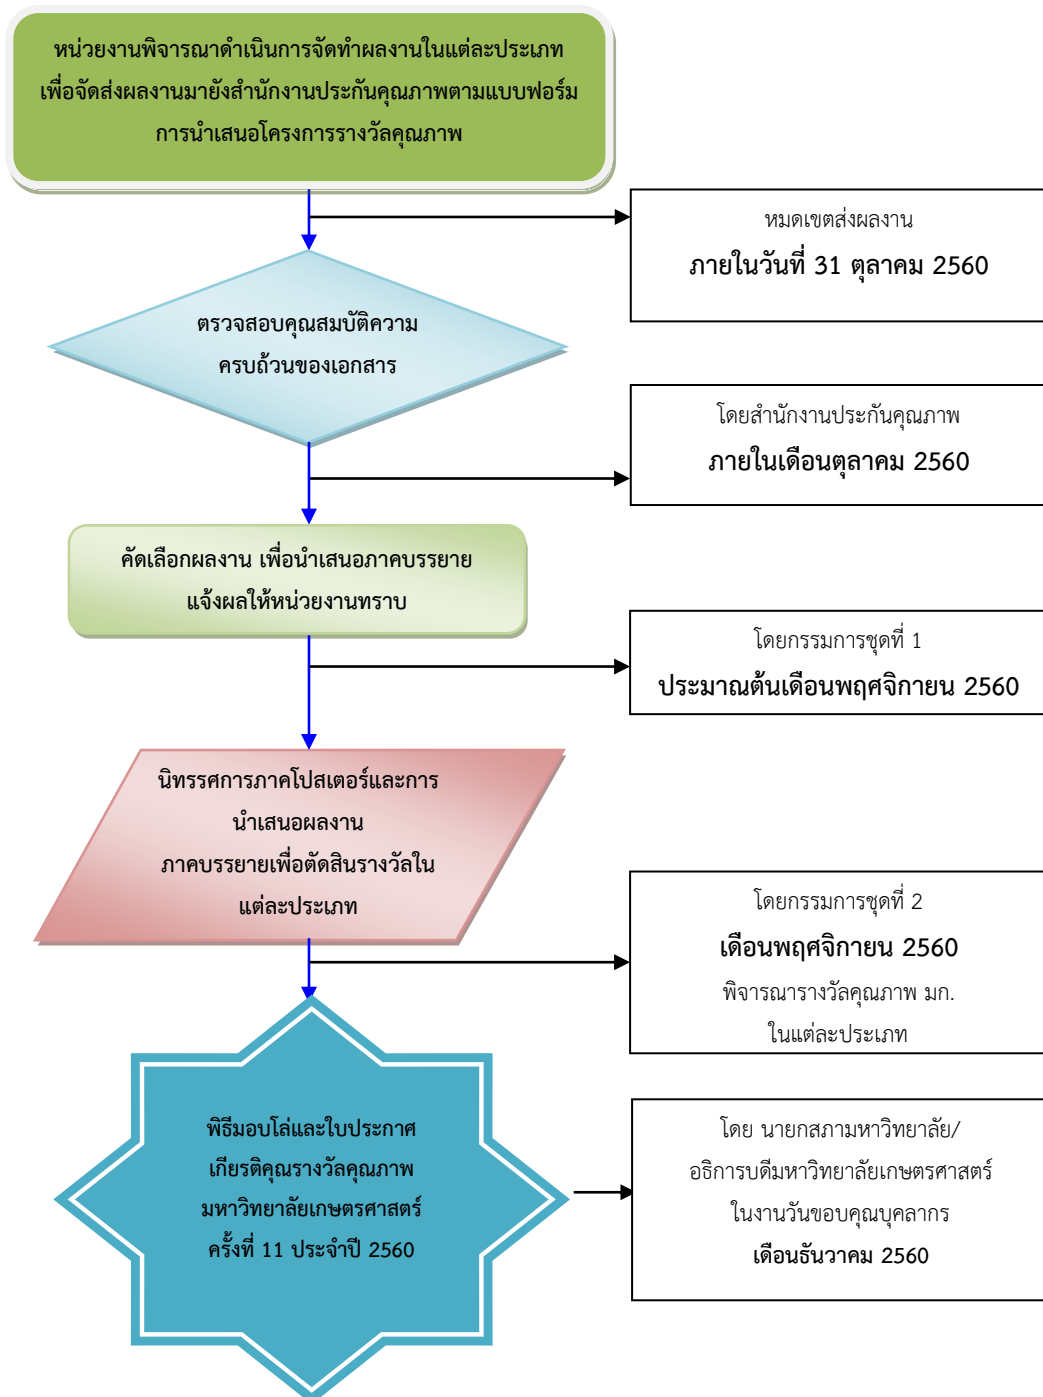 หน่วยงานพิจารณาดำเนินการจัดทำผลงานในแต่ละประเภท
เพื่อจัดส่งผลงานมายังสำนักงานประกันคุณภาพตามแบบฟอร์ม
การนำเสนอโครงการรางวัลคุณภาพ
หมดเขตส่งผลงาน
ภายในวันที่ 31 ตุลาคม 2560
ตรวจสอบคุณสมบัติความ
ครบถ้วนของเอกสาร
โดยสำนักงานประกันคุณภาพ
ภายในเดือนตุลาคม 2560
คัดเลือกผลงาน เพื่อนำเสนอภาคบรรยาย
แจ้งผลให้หน่วยงานทราบ
โดยกรรมการชุดที่ 1
ประมาณต้นเดือนพฤศจิกายน 2560
นิทรรศการภาคโปสเตอร์และการ
นำเสนอผลงาน
ภาคบรรยายเพื่อตัดสินรางวัลใน
แต่ละประเภท
โดยกรรมการชุดที่ 2
เดือนพฤศจิกายน 2560
พิจารณารางวัลคุณภาพ มก.
ในแต่ละประเภท
พิธีมอบโล่และใบประกาศ
เกียรติคุณรางวัลคุณภาพ
มหาวิทยาลัยเกษตรศาสตร์
ครั้งที่ 11 ประจำปี 2560
โดย นายกสภามหาวิทยาลัย/
อธิการบดีมหาวิทยาลัยเกษตรศาสตร์
ในงานวันขอบคุณบุคลากร
เดือนธันวาคม 2560